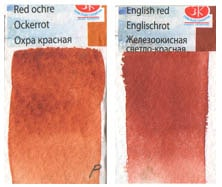 Red ochre
Ockerrot
Охра красная
P
English red
Englischrot
Железоокисная
светло-красная